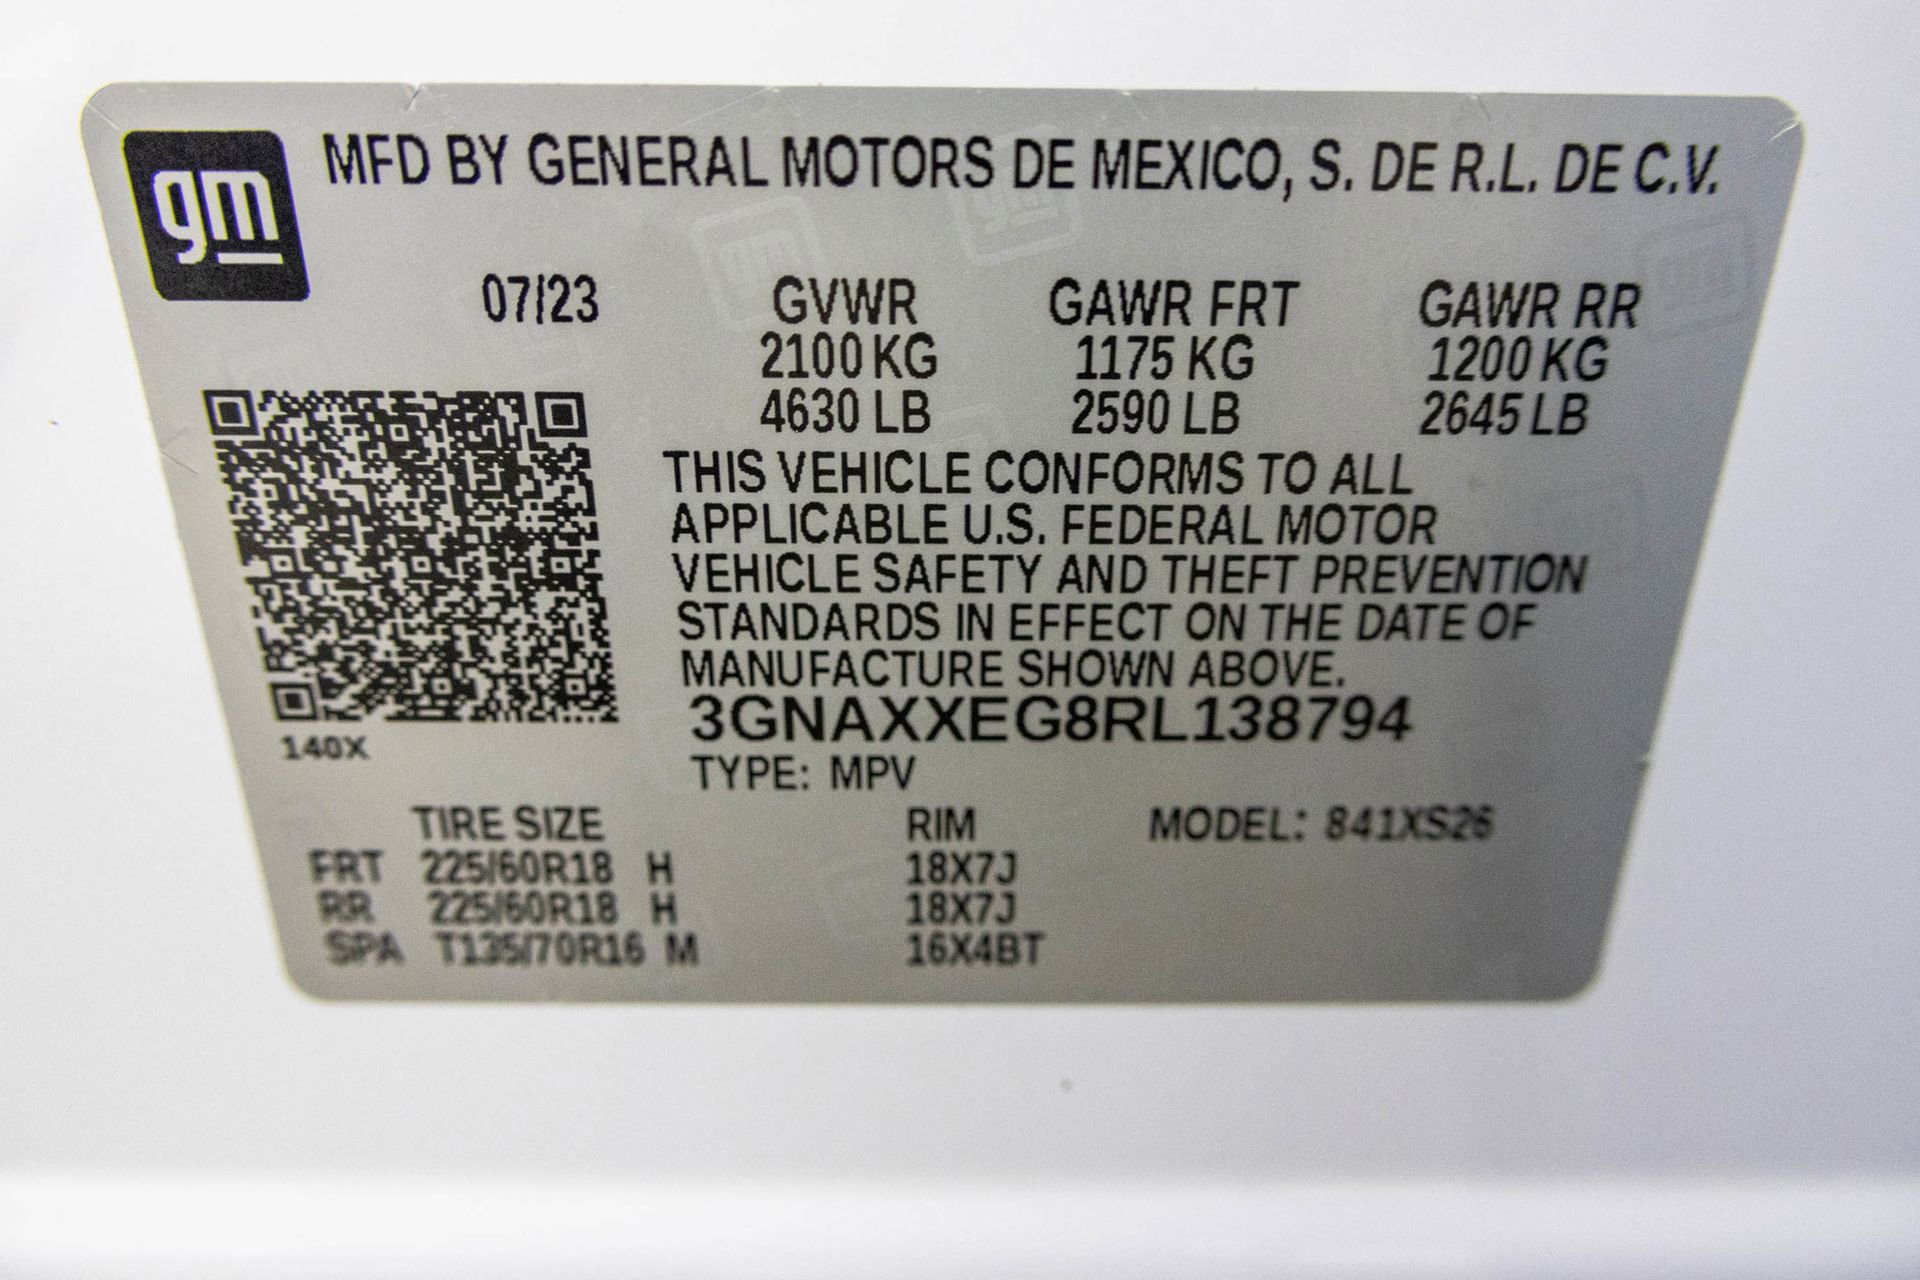 gm
MFD BY GENERAL MOTORS DE MEXICO, S. DE R.L. DE C.V.
07/23 GVWR GAWR FRT GAWR RR
2100 KG 1175 KG 1200 KG
4630 LB 2590 LB 2645 LB
THIS VEHICLE CONFORMS TO ALL
APPLICABLE U.S. FEDERAL MOTOR
VEHICLE SAFETY AND THEFT PREVENTION
STANDARDS IN EFFECT ON THE DATE OF
MANUFACTURE SHOWN ABOVE.
3GNAXXEG8RL138794
140X
TYPE: MPV
TIRE SIZE RIM MODEL: 841XS26
FRT 225/60R18 H 18X7J
RR 225/60R18 H 18X7J
SPA T135/70R16 M 16X4BT